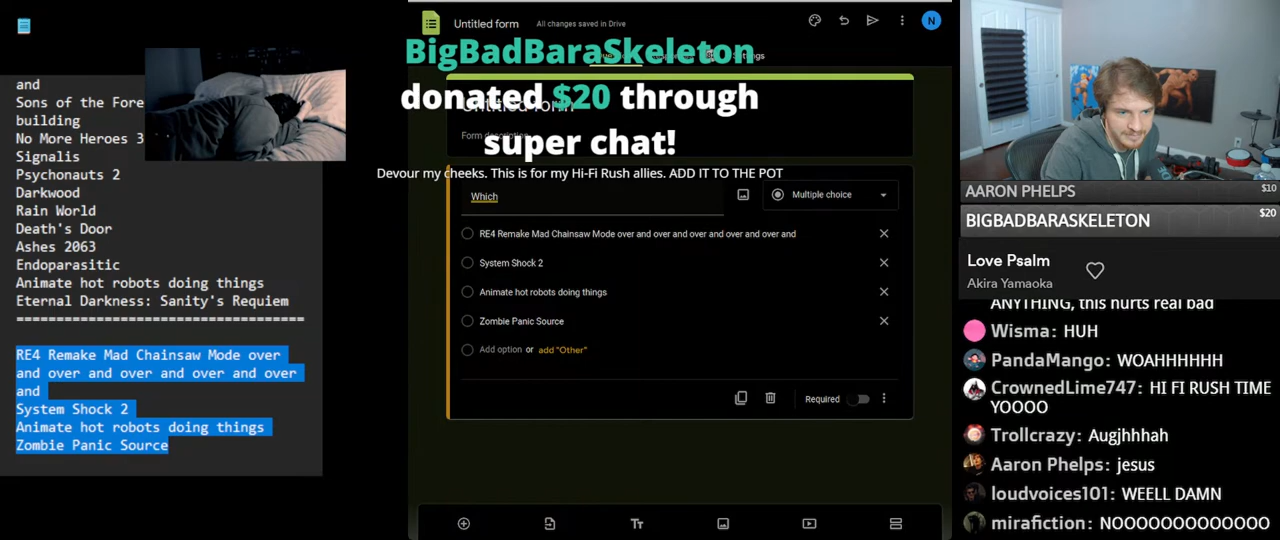 and
Sons of the Fore
building
No More Heroes 3
Signalis
Psychonauts 2
Darkwood
Rain World
Death's Door
Ashes 2063
Endoparasitic
Animate hot robots doing things
Eternal Darkness: Sanity's Requiem
==================================
RE4 Remake Mad Chainsaw Mode over
and over and over and over and over
and
System Shock 2
Animate hot robots doing things
Zombie Panic Source
Untitled form
All changes saved in Drive
N
BigBadBaraSkeleton
donated $20 through
super chat!
Devour my cheeks. This is for my Hi-Fi Rush allies. ADD IT TO THE POT
Untitled form
Form description
Which
Multiple choice
RE4 Remake Mad Chainsaw Mode over and over and over and over and over and
System Shock 2
Animate hot robots doing things
Zombie Panic Source
Add option or add "Other"
Required
AARON PHELPS $10
BIGBADBARASKELETON $20
Love Psalm
Akira Yamaoka
ANYTHING, this hurts real bad
Wisma: HUH
PandaMango: WOAHHHHHH
CrownedLime747: HI FI RUSH TIME
YOOOO
Trollcrazy: Augjhhhah
Aaron Phelps: jesus
loudvoices101: WEELL DAMN
mirafiction: NOOOOOOOOOOOOO